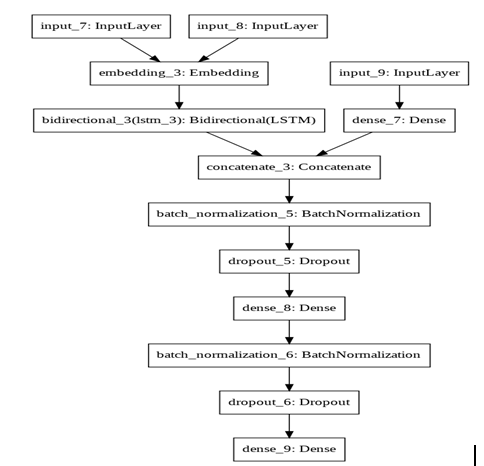 input_7: InputLayer
input_8: InputLayer
embedding_3: Embedding
input_9: InputLayer
bidirectional_3(lstm_3): Bidirectional(LSTM)
dense_7: Dense
concatenate_3: Concatenate
batch_normalization_5: BatchNormalization
dropout_5: Dropout
dense_8: Dense
batch_normalization_6: BatchNormalization
dropout_6: Dropout
dense_9: Dense